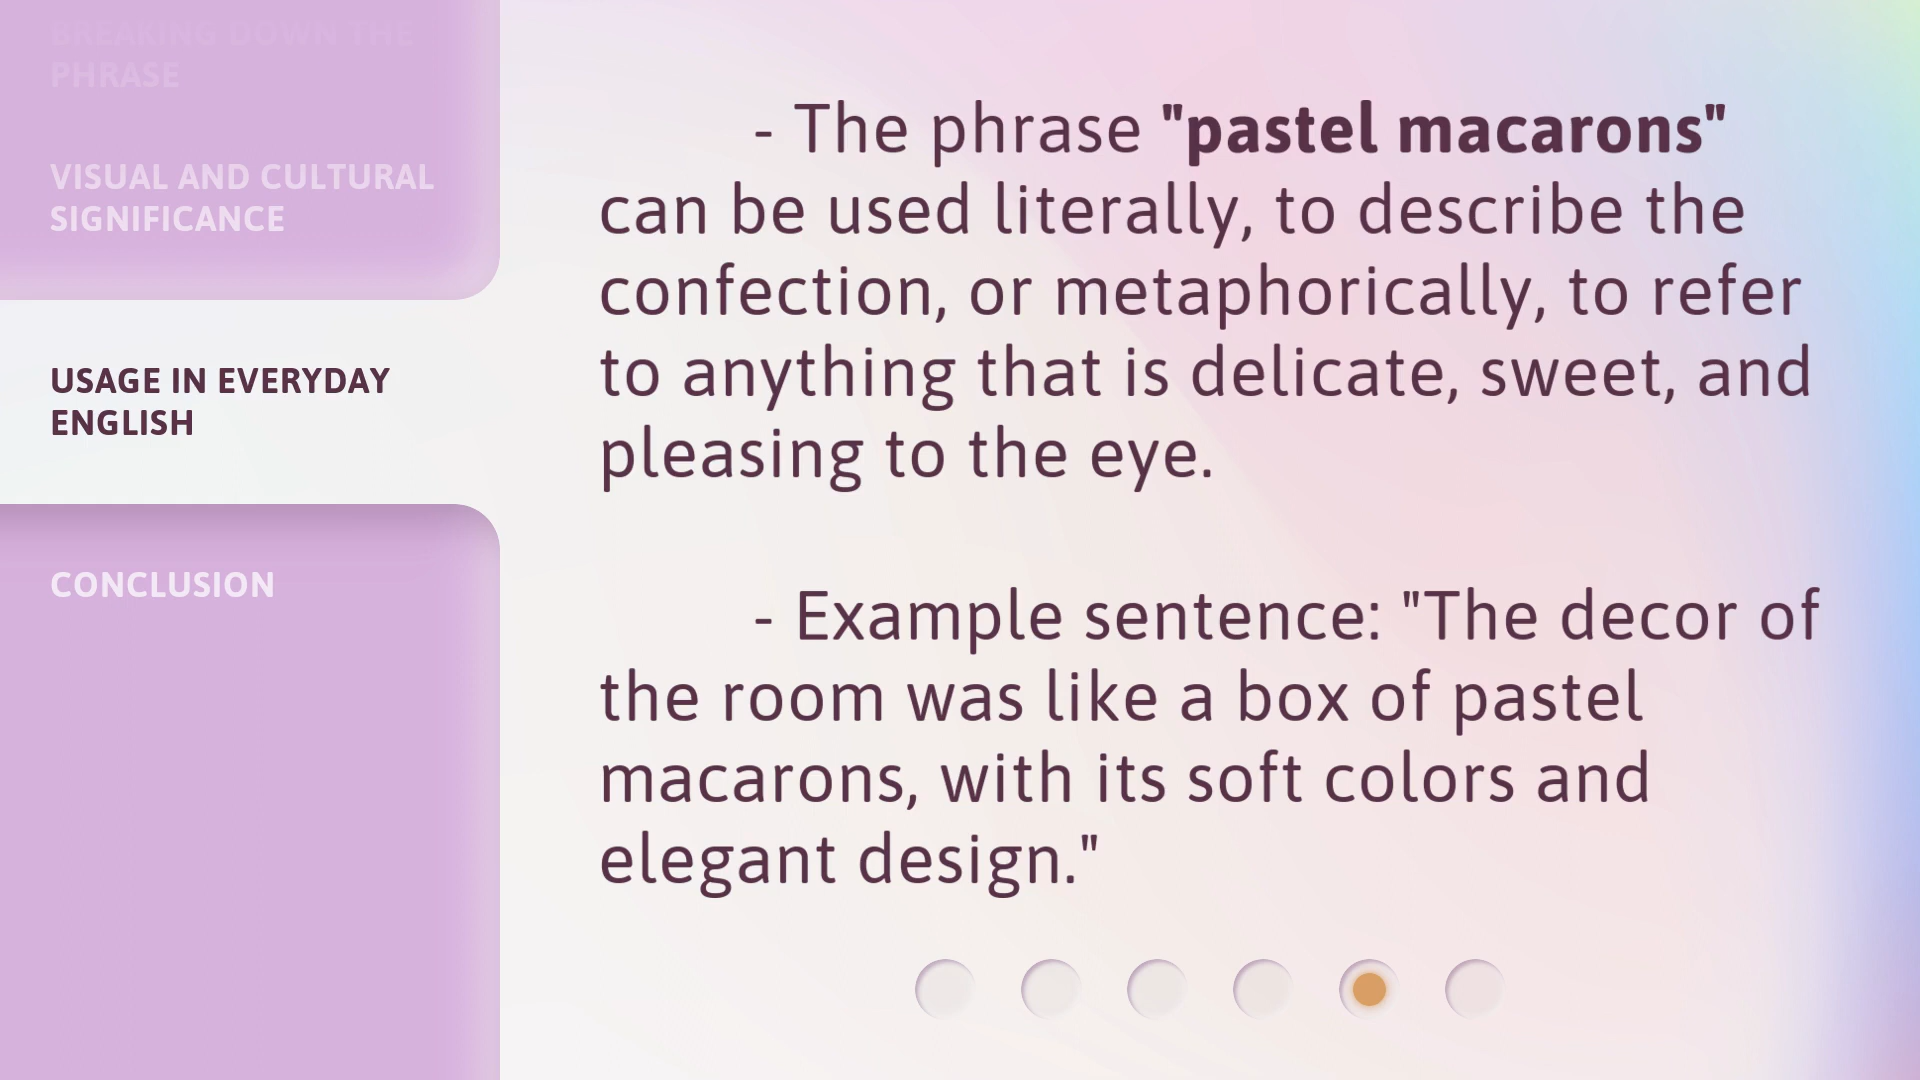 BREAKING DOWN THE
PHRASE
VISUAL AND CULTURAL
SIGNIFICANCE
USAGE IN EVERYDAY
ENGLISH
CONCLUSION
- The phrase "pastel macarons"
can be used literally, to describe the
confection, or metaphorically, to refer
to anything that is delicate, sweet, and
pleasing to the eye.
- Example sentence: "The decor of
the room was like a box of pastel
macarons, with its soft colors and
elegant design."